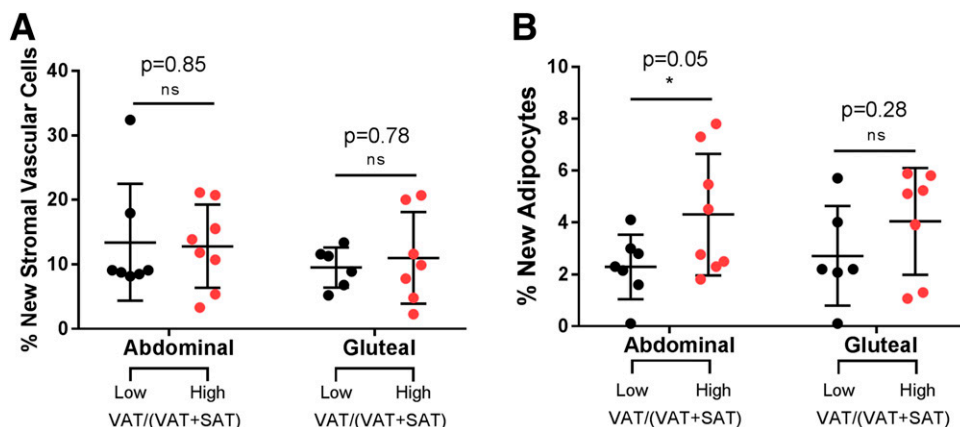 A
% New Stromal Vascular Cells
40
30
20
10
0
p=0.85
ns
p=0.78
ns
Abdominal
Gluteal
Low
High
Low
High
VAT/(VAT+SAT)
VAT/(VAT+SAT)
B
% New Adipocytes
10
8
6
4
2
0
p=0.05
*
p=0.28
ns
Abdominal
Gluteal
Low
High
Low
High
VAT/(VAT+SAT)
VAT/(VAT+SAT)